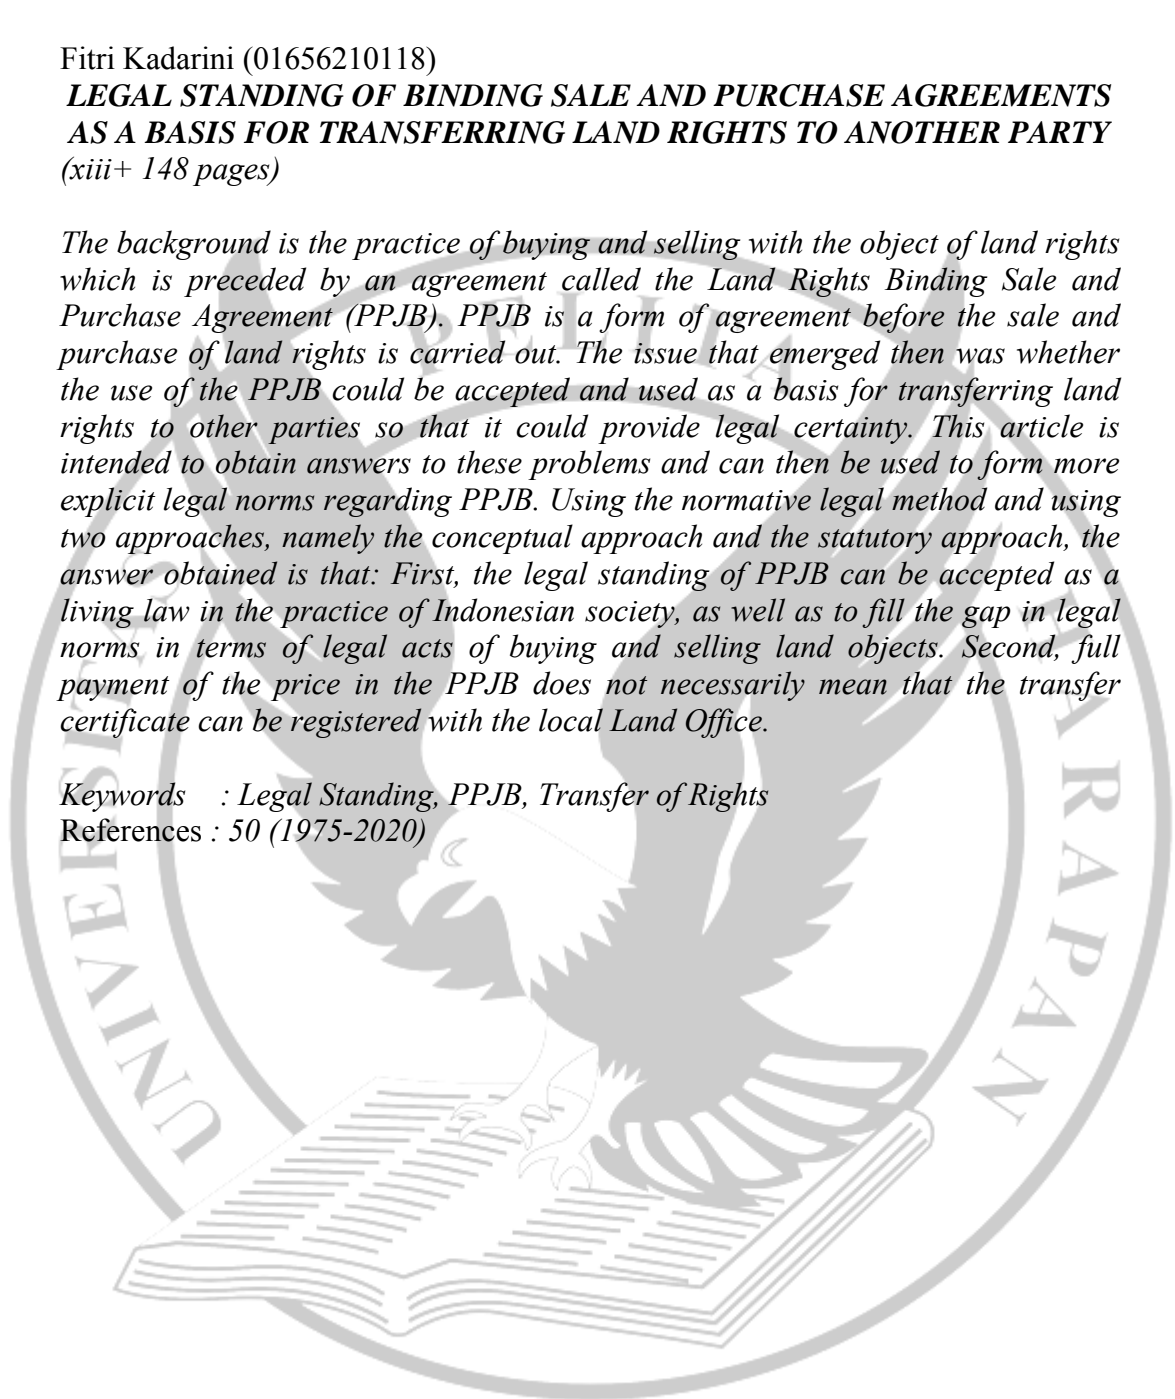 Fitri Kadarini (01656210118)
LEGAL STANDING OF BINDING SALE AND PURCHASE AGREEMENTS
AS A BASIS FOR TRANSFERRING LAND RIGHTS TO ANOTHER PARTY
(xiii+ 148 pages)
The background is the practice of buying and selling with the object of land rights
which is preceded by an agreement called the Land Rights Binding Sale and
Purchase Agreement (PPJB). PPJB is a form of agreement before the sale and
purchase of land rights is carried out. The issue that emerged then was whether
the use of the PPJB could be accepted and used as a basis for transferring land
rights to other parties so that it could provide legal certainty. This article is
intended to obtain answers to these problems and can then be used to form more
explicit legal norms regarding PPJB. Using the normative legal method and using
two approaches, namely the conceptual approach and the statutory approach, the
answer obtained is that: First, the legal standing of PPJB can be accepted as a
living law in the practice of Indonesian society, as well as to fill the gap in legal
norms in terms of legal acts of buying and selling land objects. Second, full
payment of the price in the PPJB does not necessarily mean that the transfer
certificate can be registered with the local Land Office.
Keywords : Legal Standing, PPJB, Transfer of Rights
References : 50 (1975-2020)
UNIVERSITAS PELITA HARAPAN